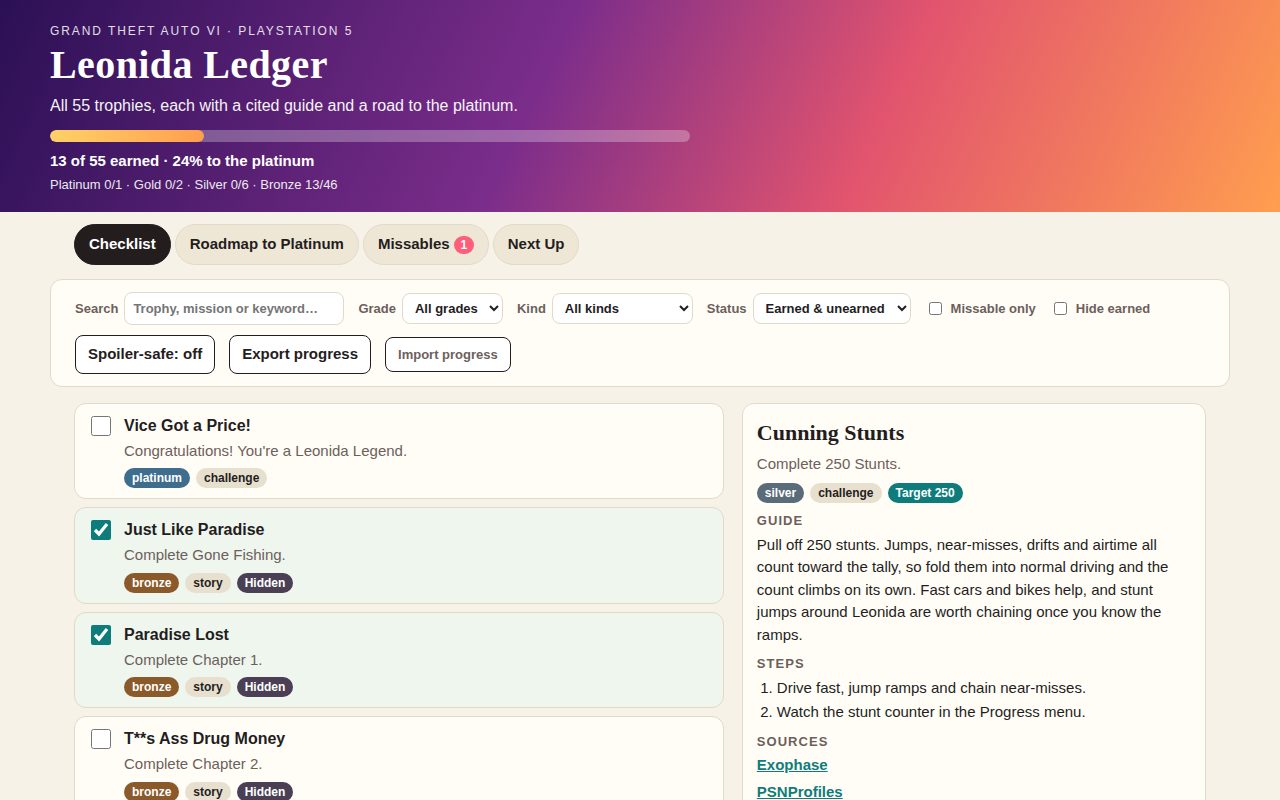 GRAND THEFT AUTO VI · PLAYSTATION 5
Leonida Ledger
All 55 trophies, each with a cited guide and a road to the platinum.
13 of 55 earned · 24% to the platinum
Platinum 0/1 · Gold 0/2 · Silver 0/6 · Bronze 13/46
Checklist Roadmap to Platinum Missables 1 Next Up
Search Trophy, mission or keyword… Grade All grades Kind All kinds Status Earned & unearned Missable only Hide earned
Spoiler-safe: off Export progress Import progress
Vice Got a Price!
Congratulations! You're a Leonida Legend.
platinum challenge
Just Like Paradise
Complete Gone Fishing.
bronze story Hidden
Paradise Lost
Complete Chapter 1.
bronze story Hidden
T**s Ass Drug Money
Complete Chapter 2.
bronze story Hidden
Cunning Stunts
Complete 250 Stunts.
silver challenge Target 250
GUIDE
Pull off 250 stunts. Jumps, near-misses, drifts and airtime all
count toward the tally, so fold them into normal driving and the
count climbs on its own. Fast cars and bikes help, and stunt
jumps around Leonida are worth chaining once you know the
ramps.
STEPS
1. Drive fast, jump ramps and chain near-misses.
2. Watch the stunt counter in the Progress menu.
SOURCES
Exophase
PSNProfiles